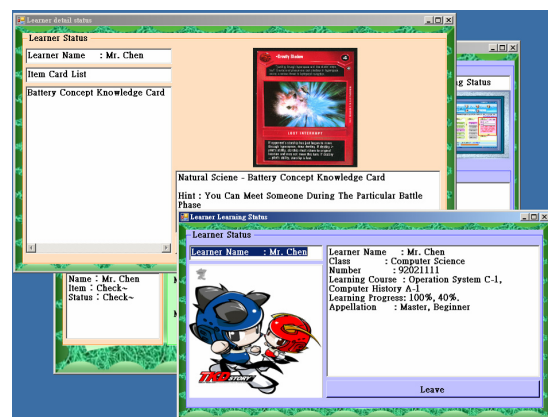 Learner detail status
Learner Status
Learner Name : Mr. Chen
Item Card List
Battery Concept Knowledge Card
LOST INTERRUPT
Natural Sciene - Battery Concept Knowledge Card
Hint : You Can Meet Someone During The Particular Battle
Phase
ng Status
Name : Mr. Chen
Item : Check~
Status : Check~
Learner Learning Status
Learner Status
Learner Name : Mr. Chen
TKD STORY
Learner Name : Mr. Chen
Class : Computer Science
Number : 92021111
Learning Course : Operation System C-1,
Computer History A-1
Learning Progress: 100%, 40%.
Appellation : Master, Beginner
Leave